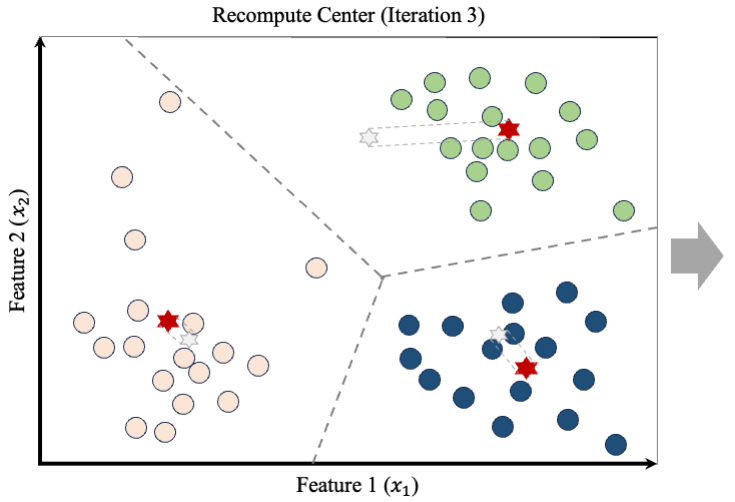 Recompute Center (Iteration 3)
Feature 2 (x₂)
Feature 1 (x₁)